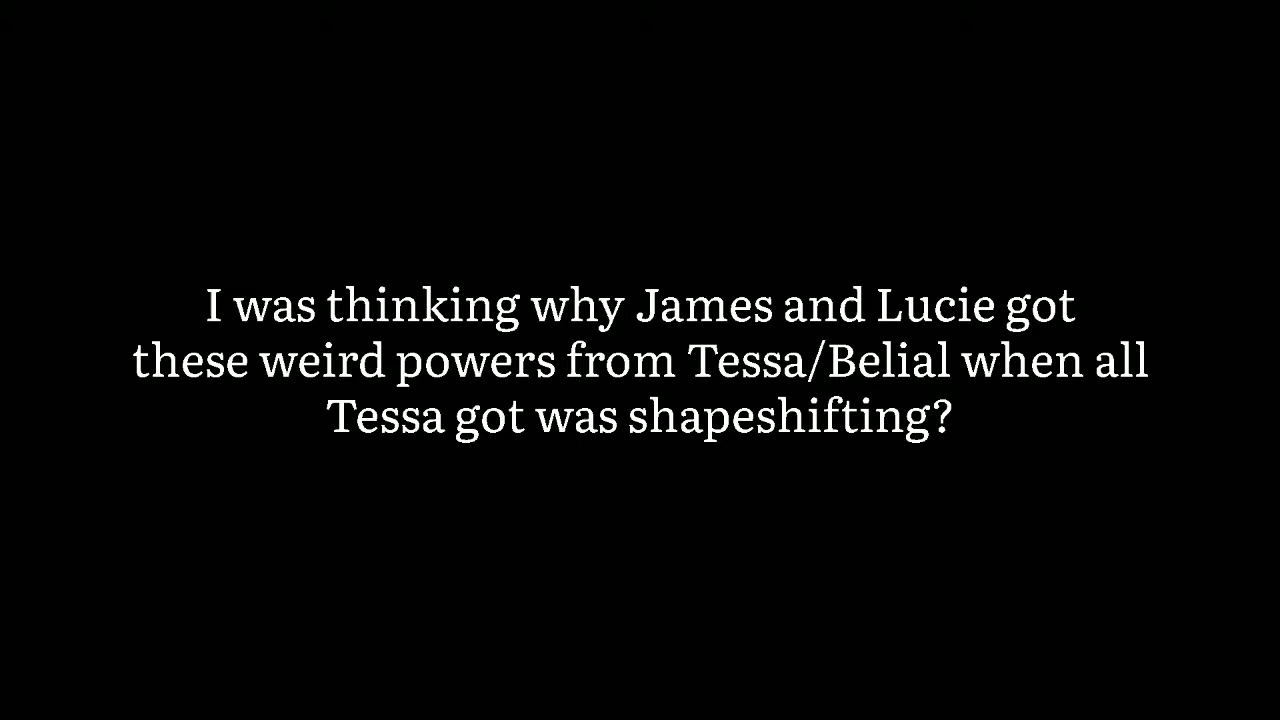 I was thinking why James and Lucie got
these weird powers from Tessa/Belial when all
Tessa got was shapeshifting?